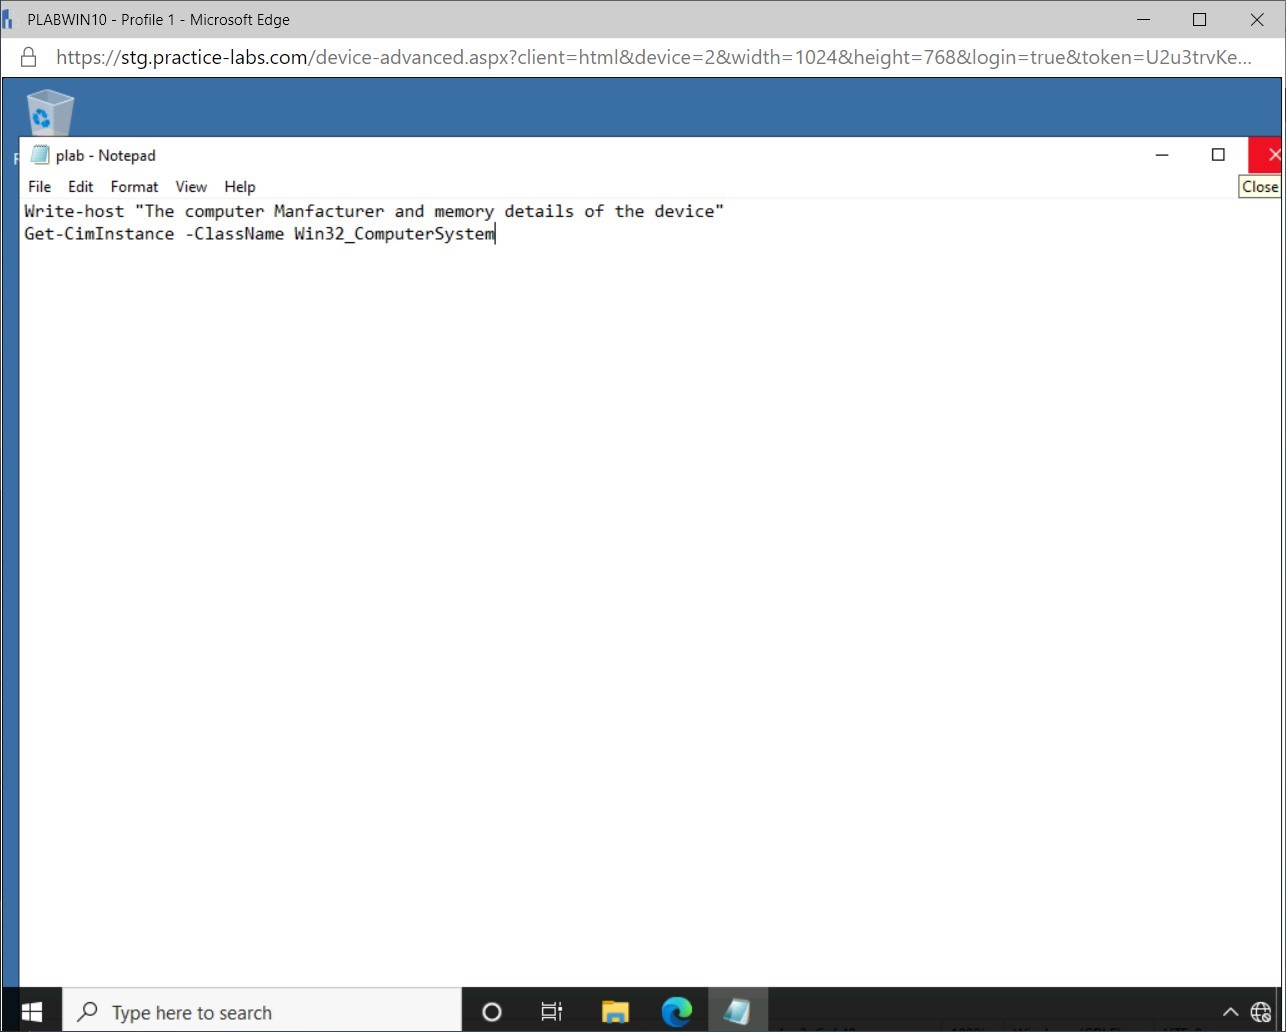 PLABWIN10 - Profile 1 - Microsoft Edge
https://stg.practice-labs.com/device-advanced.aspx?client=html&device=2&width=1024&height=768&login=true&token=U2u3trvKe...
plab - Notepad
File Edit Format View Help
Close
Write-host "The computer Manfacturer and memory details of the device"
Get-CimInstance -ClassName Win32_ComputerSystem
Type here to search